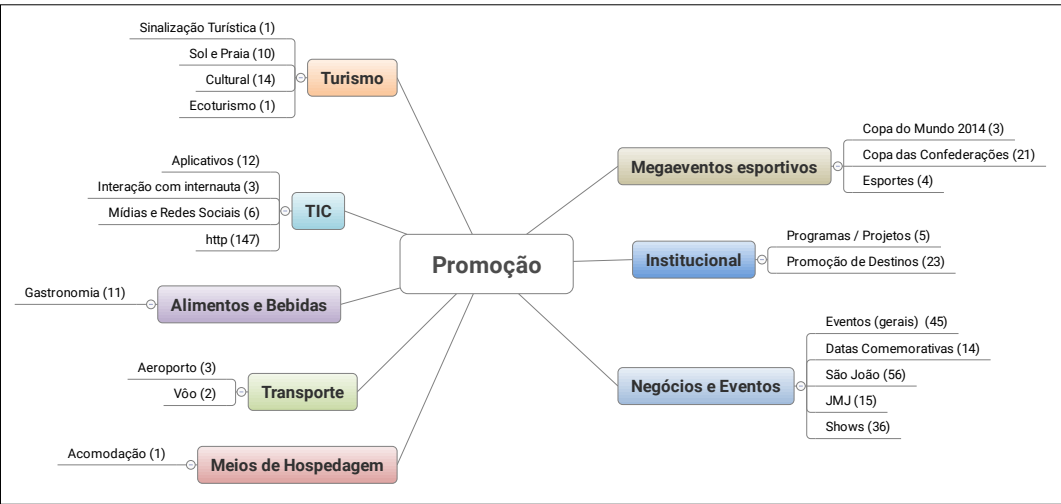 Promoção
Turismo
Sinalização Turística (1)
Sol e Praia (10)
Cultural (14)
Ecoturismo (1)
TIC
Aplicativos (12)
Interação com internauta (3)
Mídias e Redes Sociais (6)
http (147)
Alimentos e Bebidas
Gastronomia (11)
Transporte
Aeroporto (3)
Vôo (2)
Meios de Hospedagem
Acomodação (1)
Megaeventos esportivos
Copa do Mundo 2014 (3)
Copa das Confederações (21)
Esportes (4)
Institucional
Programas / Projetos (5)
Promoção de Destinos (23)
Negócios e Eventos
Eventos (gerais) (45)
Datas Comemorativas (14)
São João (56)
JMJ (15)
Shows (36)